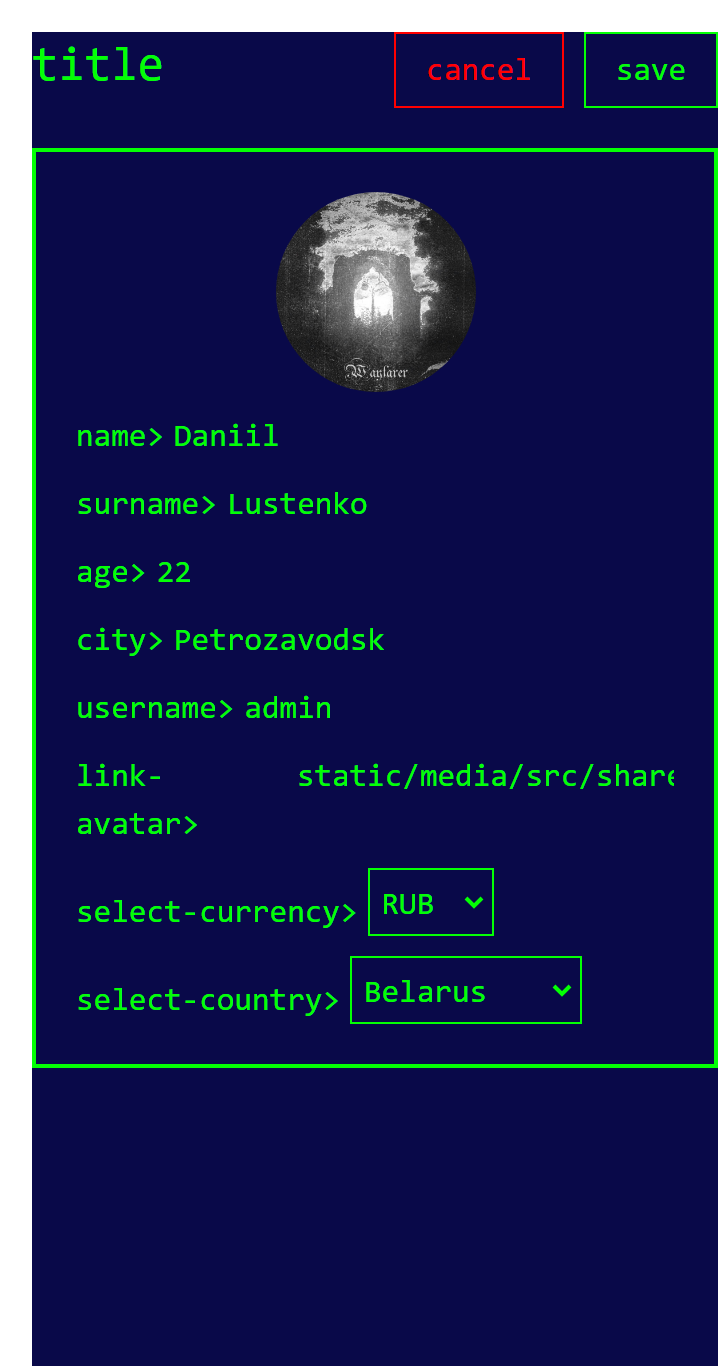 title
cancel
save
Wayfarer
name> Daniil
surname> Lustenko
age> 22
city> Petrozavodsk
username> admin
link- static/media/src/share
avatar>
select-currency> RUB
select-country> Belarus